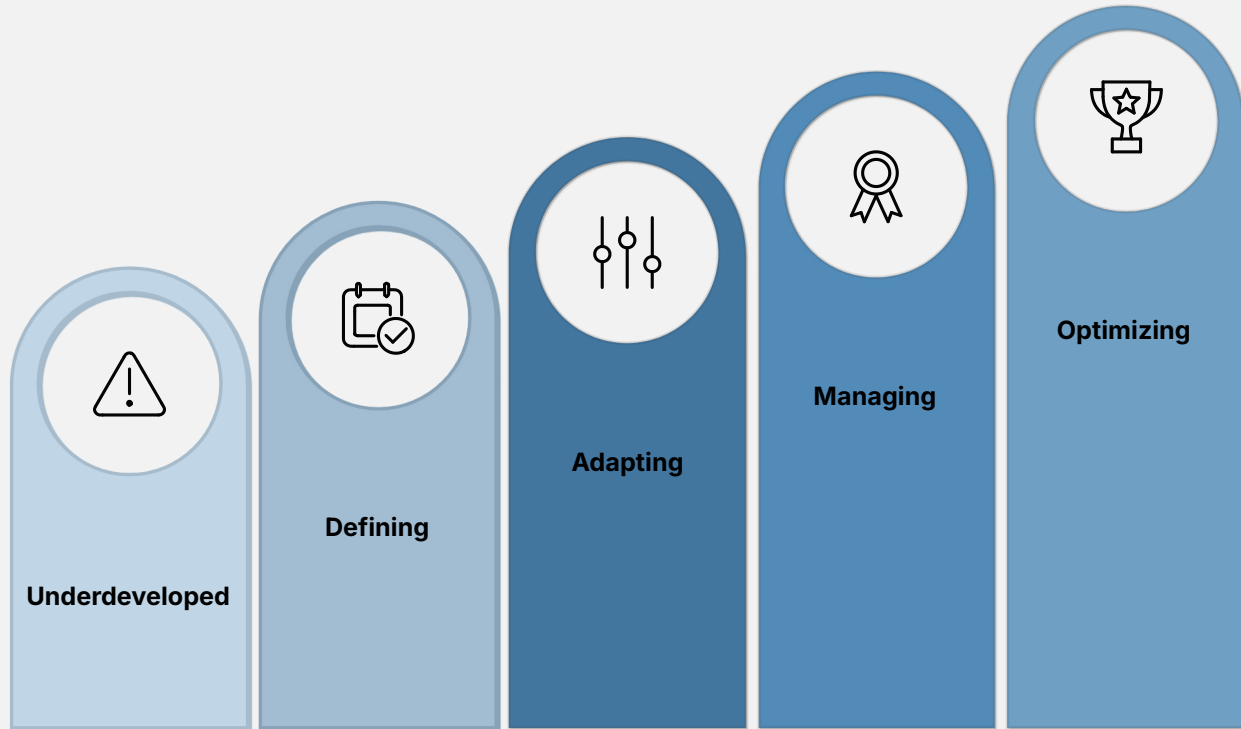 Underdeveloped
Defining
Adapting
Managing
Optimizing